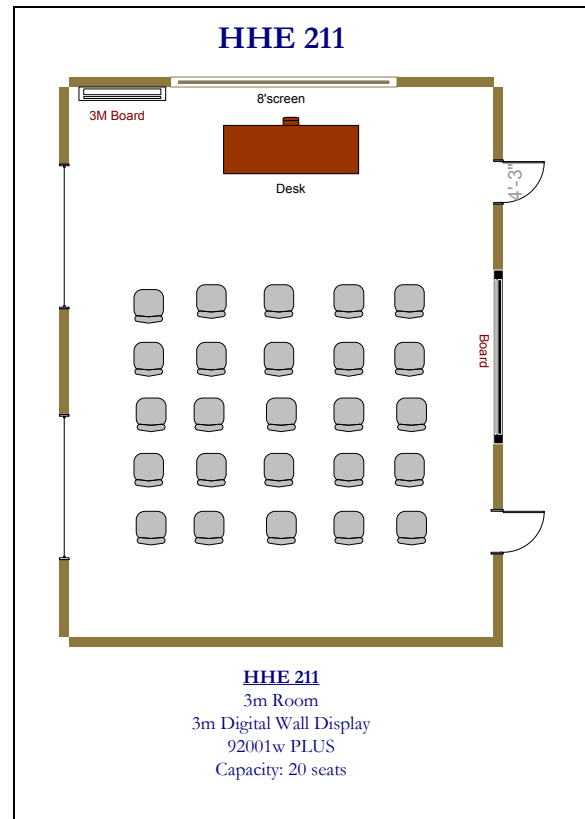 HHE 211
8'screen
3M Board
Desk
4'-3"
Board
HHE 211
3m Room
3m Digital Wall Display
92001w PLUS
Capacity: 20 seats